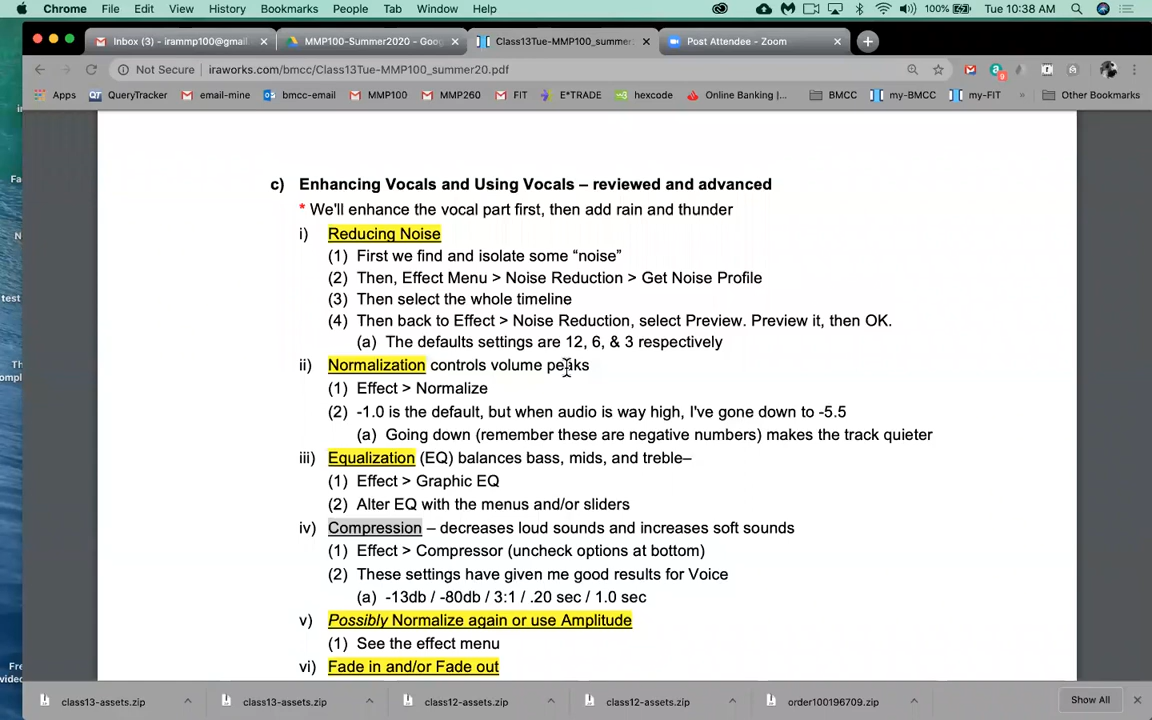 Chrome File Edit View History Bookmarks People Tab Window Help 100% Tue 10:38 AM
Inbox (3) - irammp100@gmail. MMP100-Summer2020 - Goog Class13Tue-MMP100_summer Post Attendee - Zoom
Not Secure | iraworks.com/bmcc/Class13Tue-MMP100_summer20.pdf
Apps QueryTracker email-mine bmcc-email MMP100 MMP260 FIT E*TRADE hexcode Online Banking |... BMCC my-BMCC my-FIT » Other Bookmarks
c) Enhancing Vocals and Using Vocals – reviewed and advanced
* We'll enhance the vocal part first, then add rain and thunder
i) Reducing Noise
(1) First we find and isolate some “noise”
(2) Then, Effect Menu > Noise Reduction > Get Noise Profile
(3) Then select the whole timeline
(4) Then back to Effect > Noise Reduction, select Preview. Preview it, then OK.
(a) The defaults settings are 12, 6, & 3 respectively
ii) Normalization controls volume peaks
(1) Effect > Normalize
(2) -1.0 is the default, but when audio is way high, I've gone down to -5.5
(a) Going down (remember these are negative numbers) makes the track quieter
iii) Equalization (EQ) balances bass, mids, and treble–
(1) Effect > Graphic EQ
(2) Alter EQ with the menus and/or sliders
iv) Compression – decreases loud sounds and increases soft sounds
(1) Effect > Compressor (uncheck options at bottom)
(2) These settings have given me good results for Voice
(a) -13db / -80db / 3:1 / .20 sec / 1.0 sec
v) Possibly Normalize again or use Amplitude
(1) See the effect menu
vi) Fade in and/or Fade out
class13-assets.zip class13-assets.zip class12-assets.zip class12-assets.zip order100196709.zip Show All